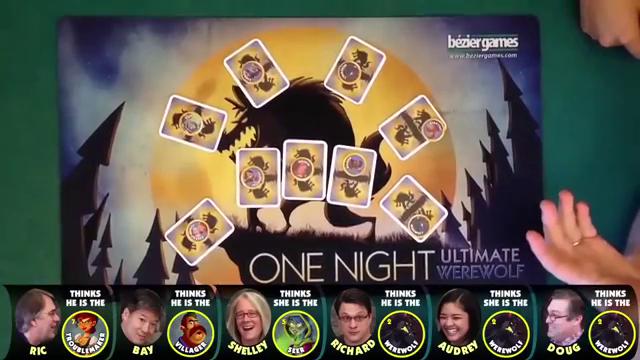 béziergames
www.beziergames.com
ONE NIGHT ULTIMATE WEREWOLF
THINKS HE IS THE TROUBLEMAKER
RIC
THINKS HE IS THE VILLAGER
BAY
THINKS SHE IS THE SEER
SHELLEY
THINKS HE IS THE WEREWOLF
RICHARD
THINKS SHE IS THE WEREWOLF
AUDREY
THINKS HE IS THE WEREWOLF
DOUG